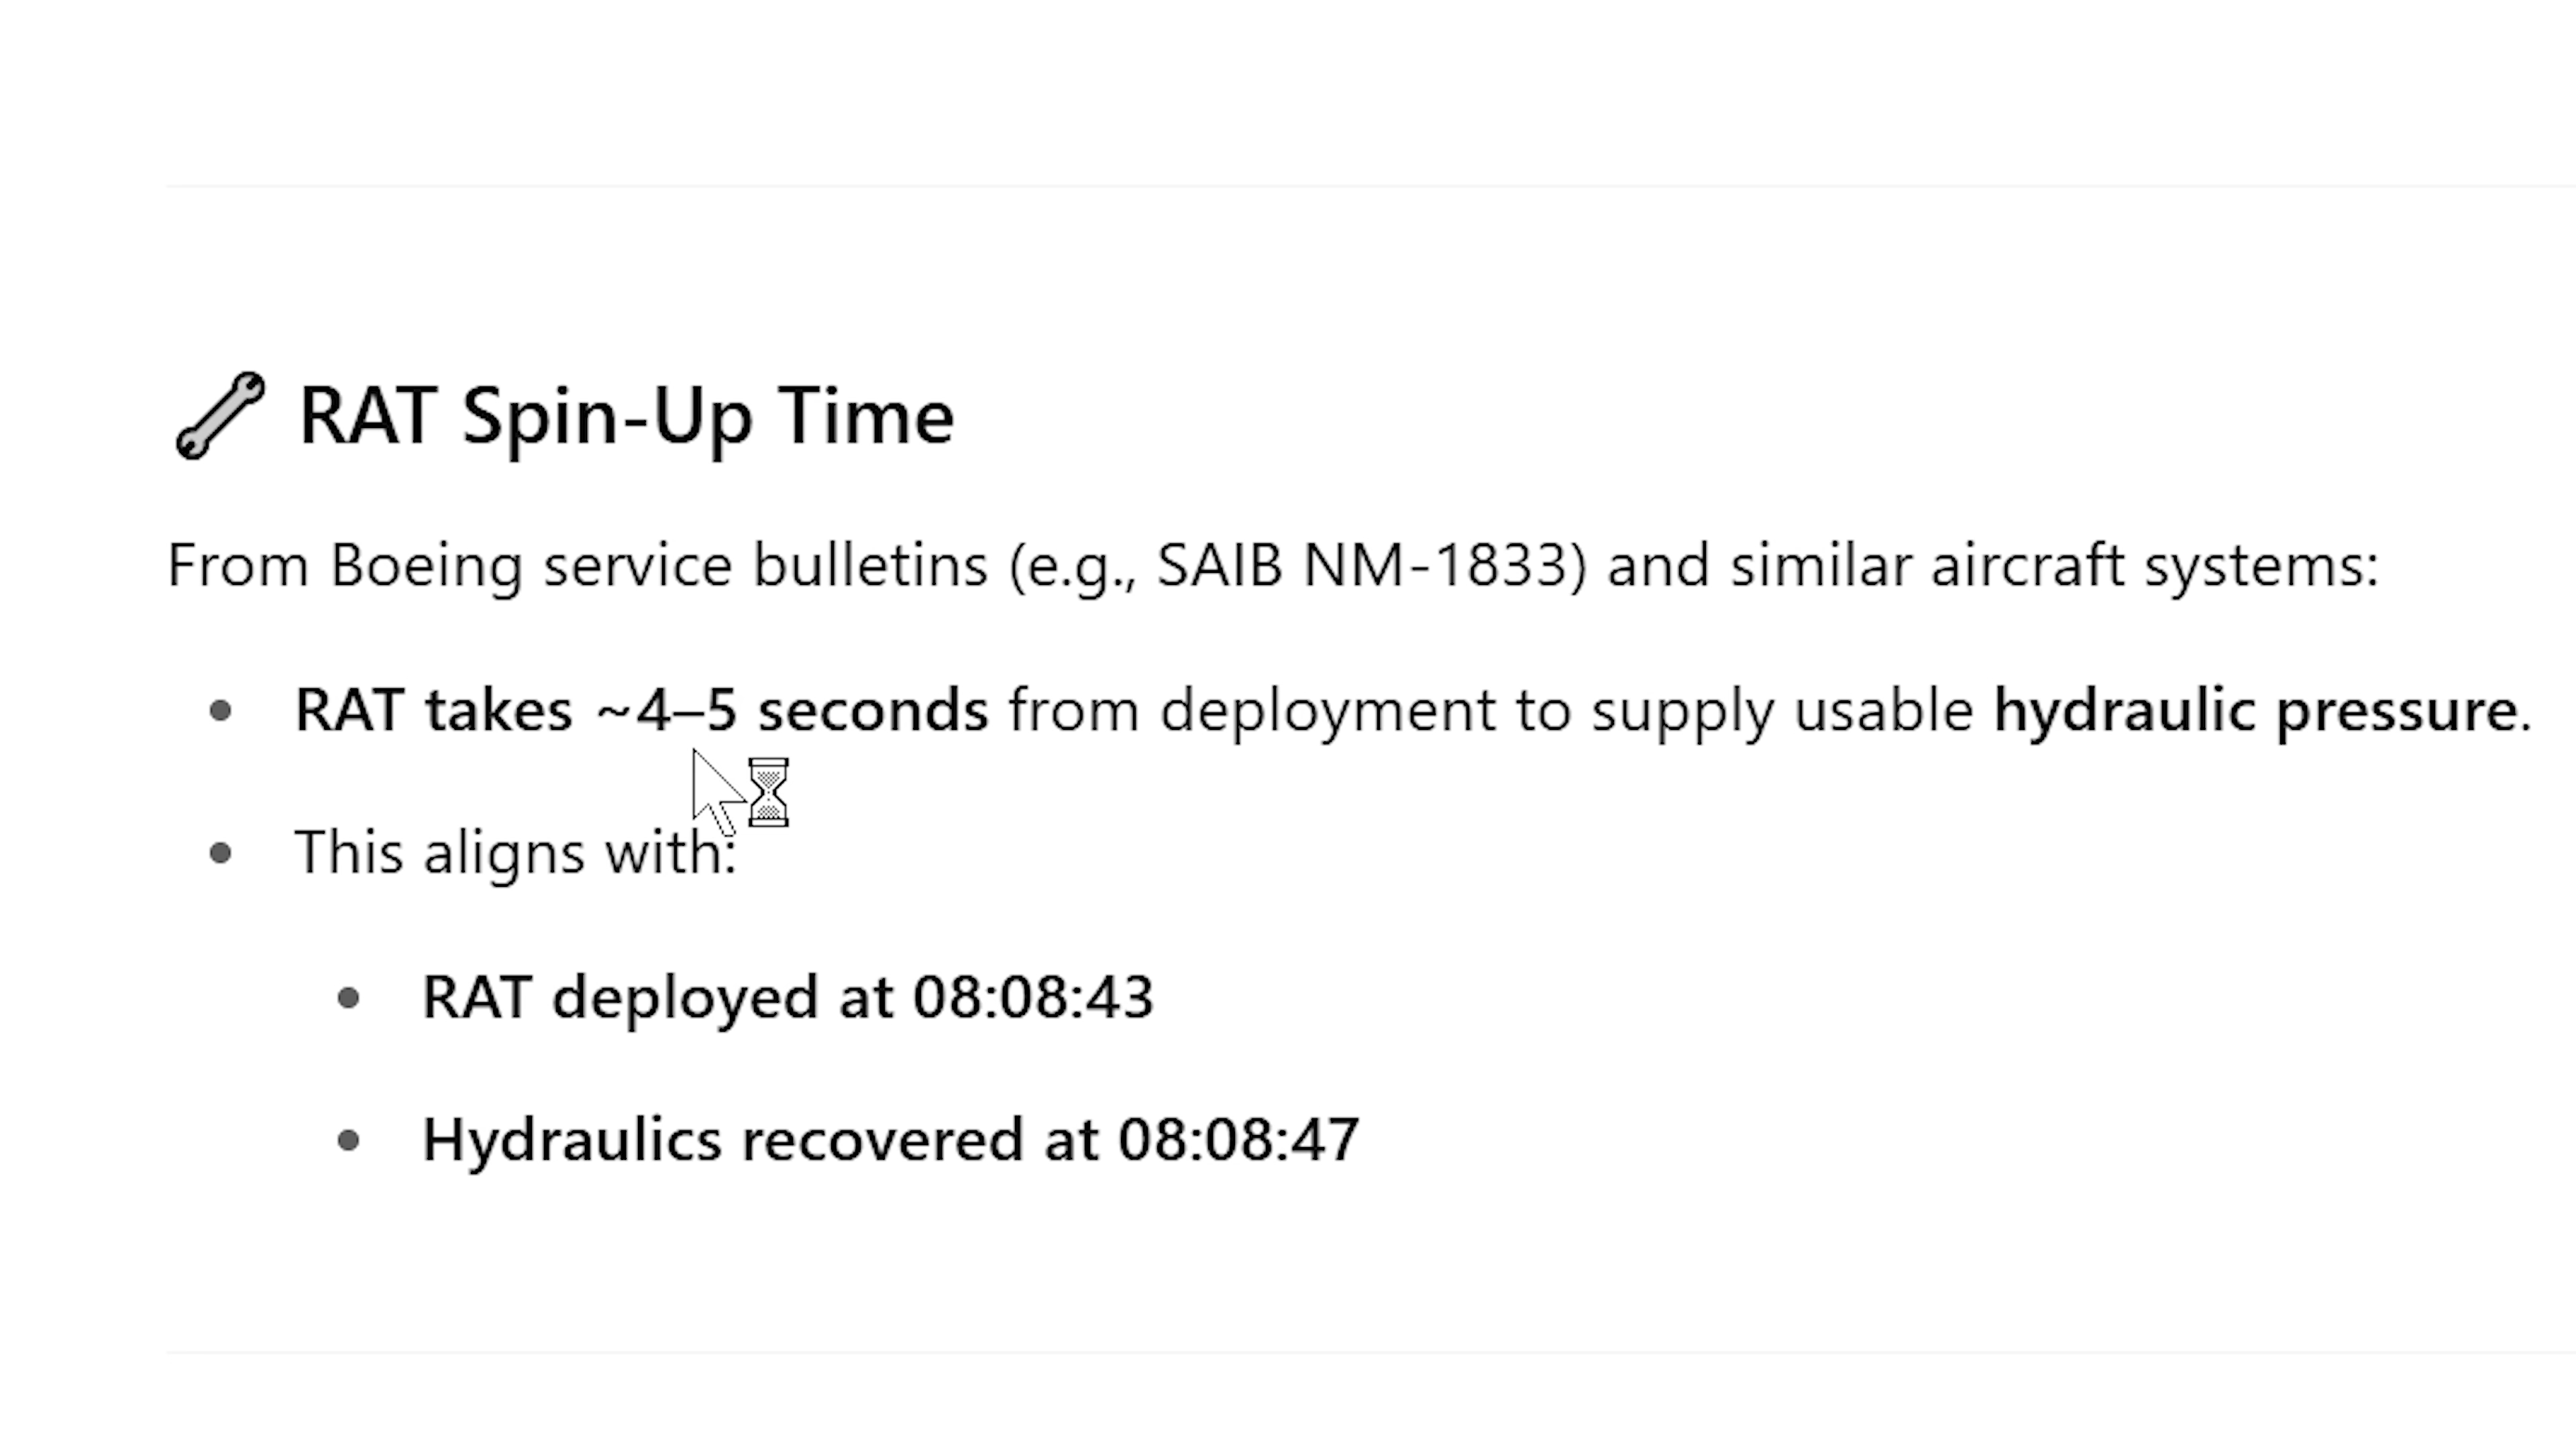 RAT Spin-Up Time
From Boeing service bulletins (e.g., SAIB NM-1833) and similar aircraft systems:
RAT takes ~4–5 seconds from deployment to supply usable hydraulic pressure.
This aligns with:
RAT deployed at 08:08:43
Hydraulics recovered at 08:08:47